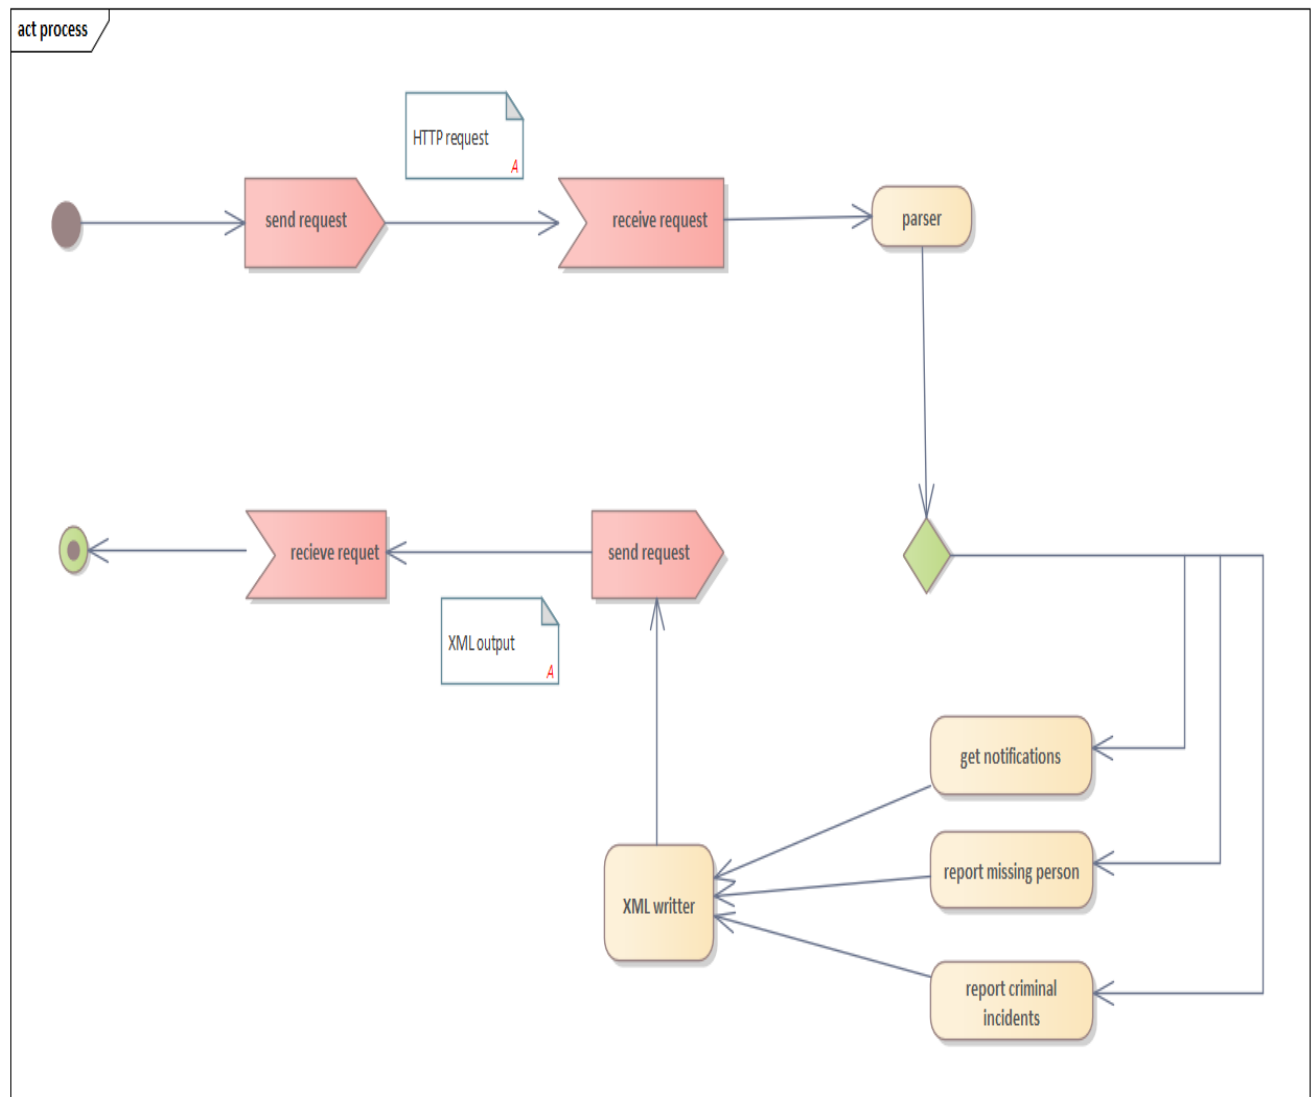 act process
HTTP request
A
send request
receive request
parser
recieve requet
send request
XML output
A
get notifications
report missing person
XML writter
report criminal
incidents